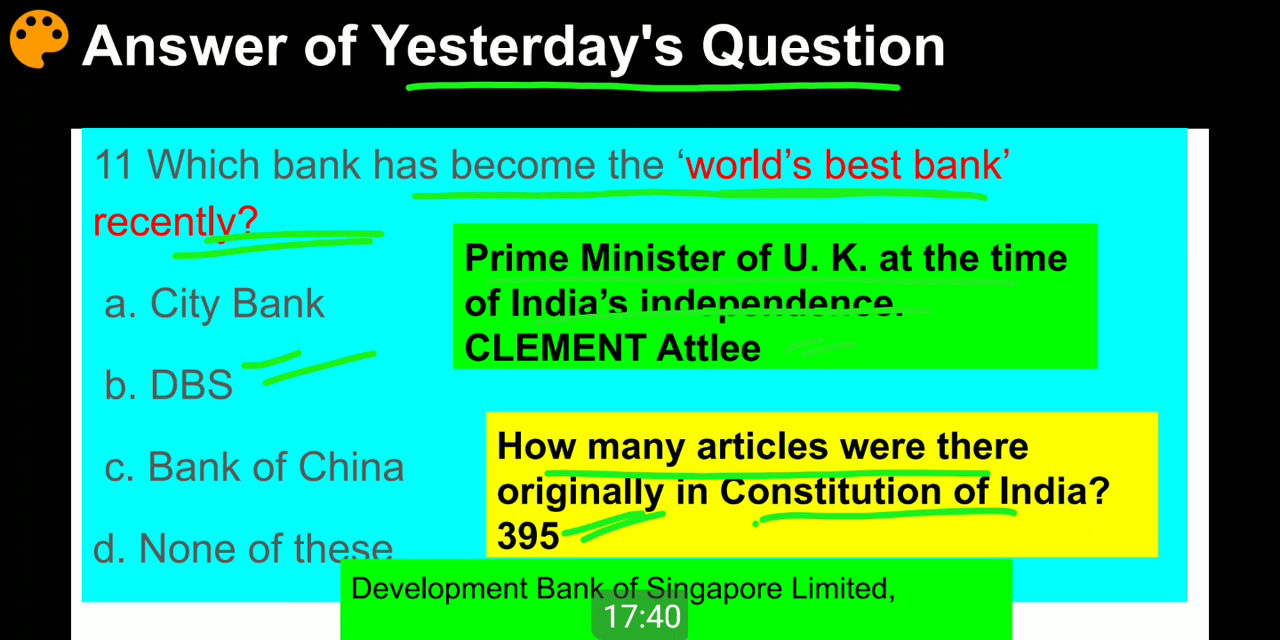 Answer of Yesterday's Question
11 Which bank has become the ‘world’s best bank’
recently?
a. City Bank
b. DBS
c. Bank of China
d. None of these
Prime Minister of U. K. at the time
of India’s independence.
CLEMENT Attlee
How many articles were there
originally in Constitution of India?
395
Development Bank of Singapore Limited,
17:40